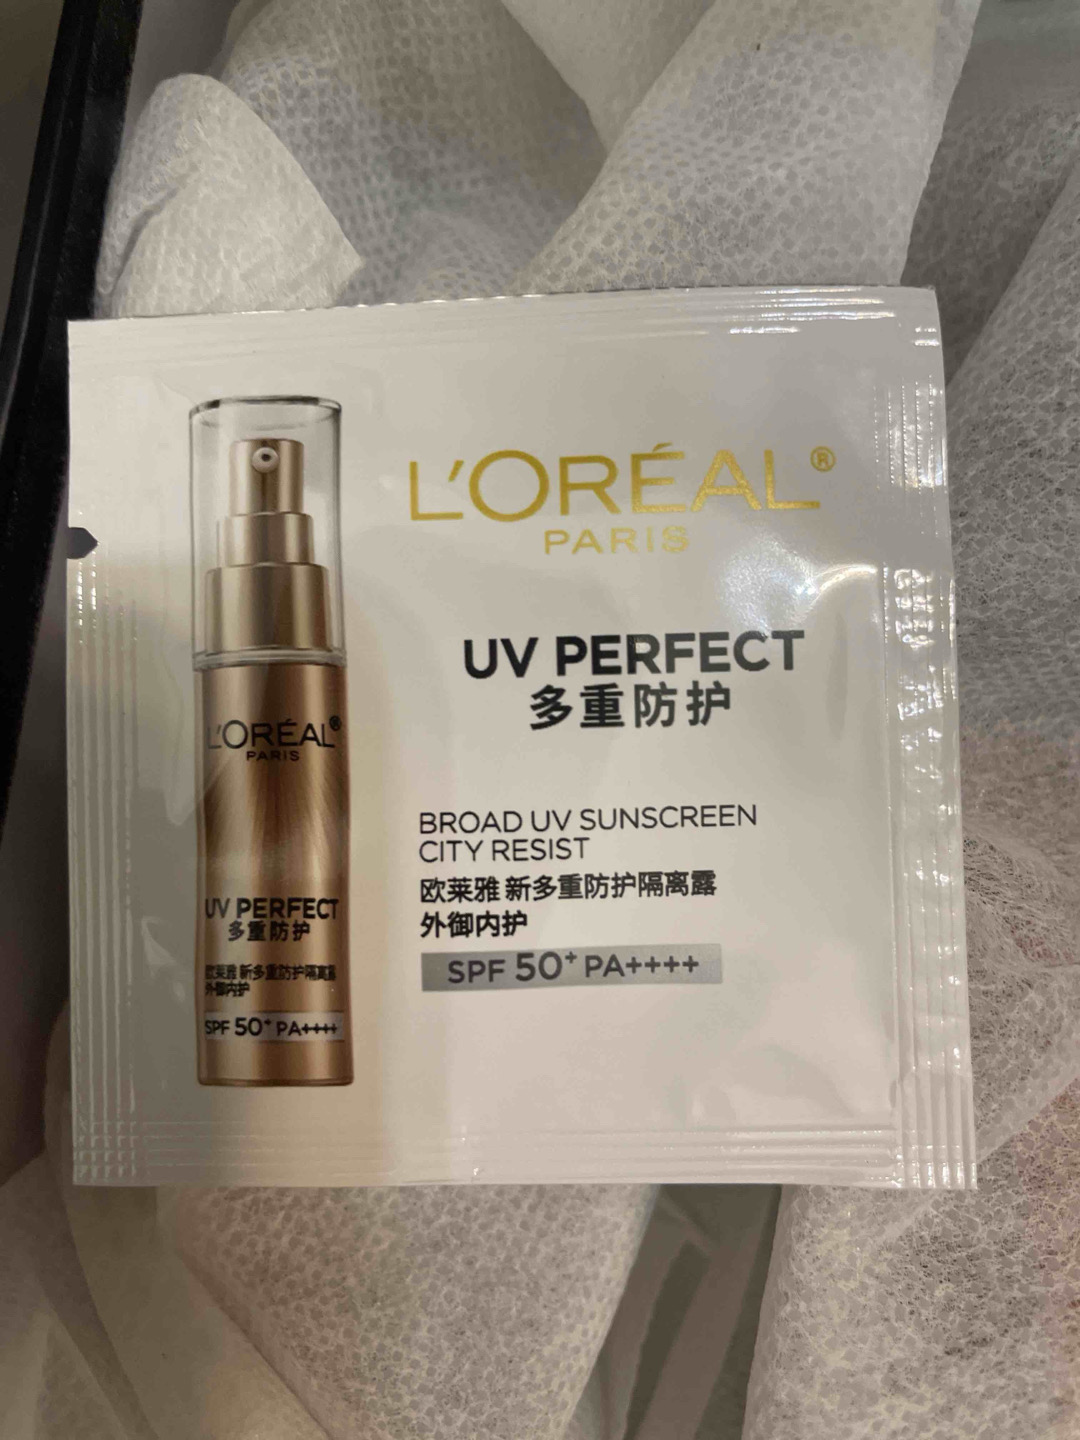 L'ORÉAL®
PARIS
UV PERFECT
多重防护
BROAD UV SUNSCREEN
CITY RESIST
欧莱雅 新多重防护隔离露
外御内护
SPF 50+ PA++++
L'ORÉAL®
PARIS
UV PERFECT
多重防护
欧莱雅 新多重防护隔离露
外御内护
SPF 50+ PA++++